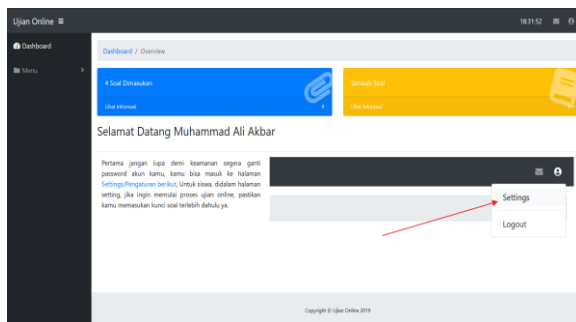 Ujian Online
18:31:52
Dashboard
Menu
Dashboard / Overview
4 Soal Dimasukan
Lihat Informasi
Tambah Soal
Lihat Informasi
Selamat Datang Muhammad Ali Akbar
Pertama jangan lupa demi keamanan segera ganti
password akun kamu, kamu bisa masuk ke halaman
Settings/Pengaturan berikut, Untuk siswa, didalam halaman
setting, jika ingin memulai proses ujian online, pastikan
kamu memasukan kunci soal terlebih dahulu ya.
Settings
Logout
Copyright © Ujian Online 2019